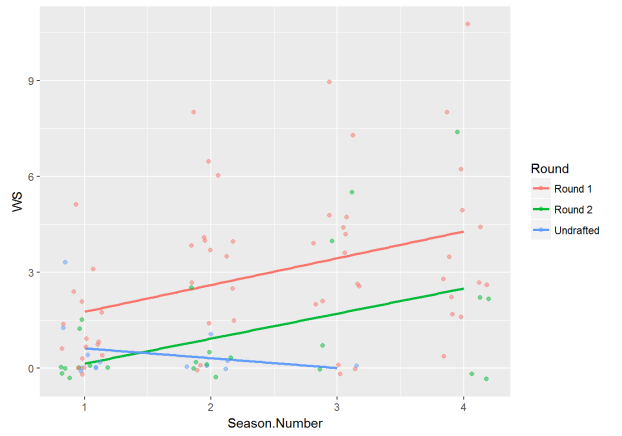 9
6
3
0
WS
1 2 3 4
Season.Number
Round
Round 1
Round 2
Undrafted